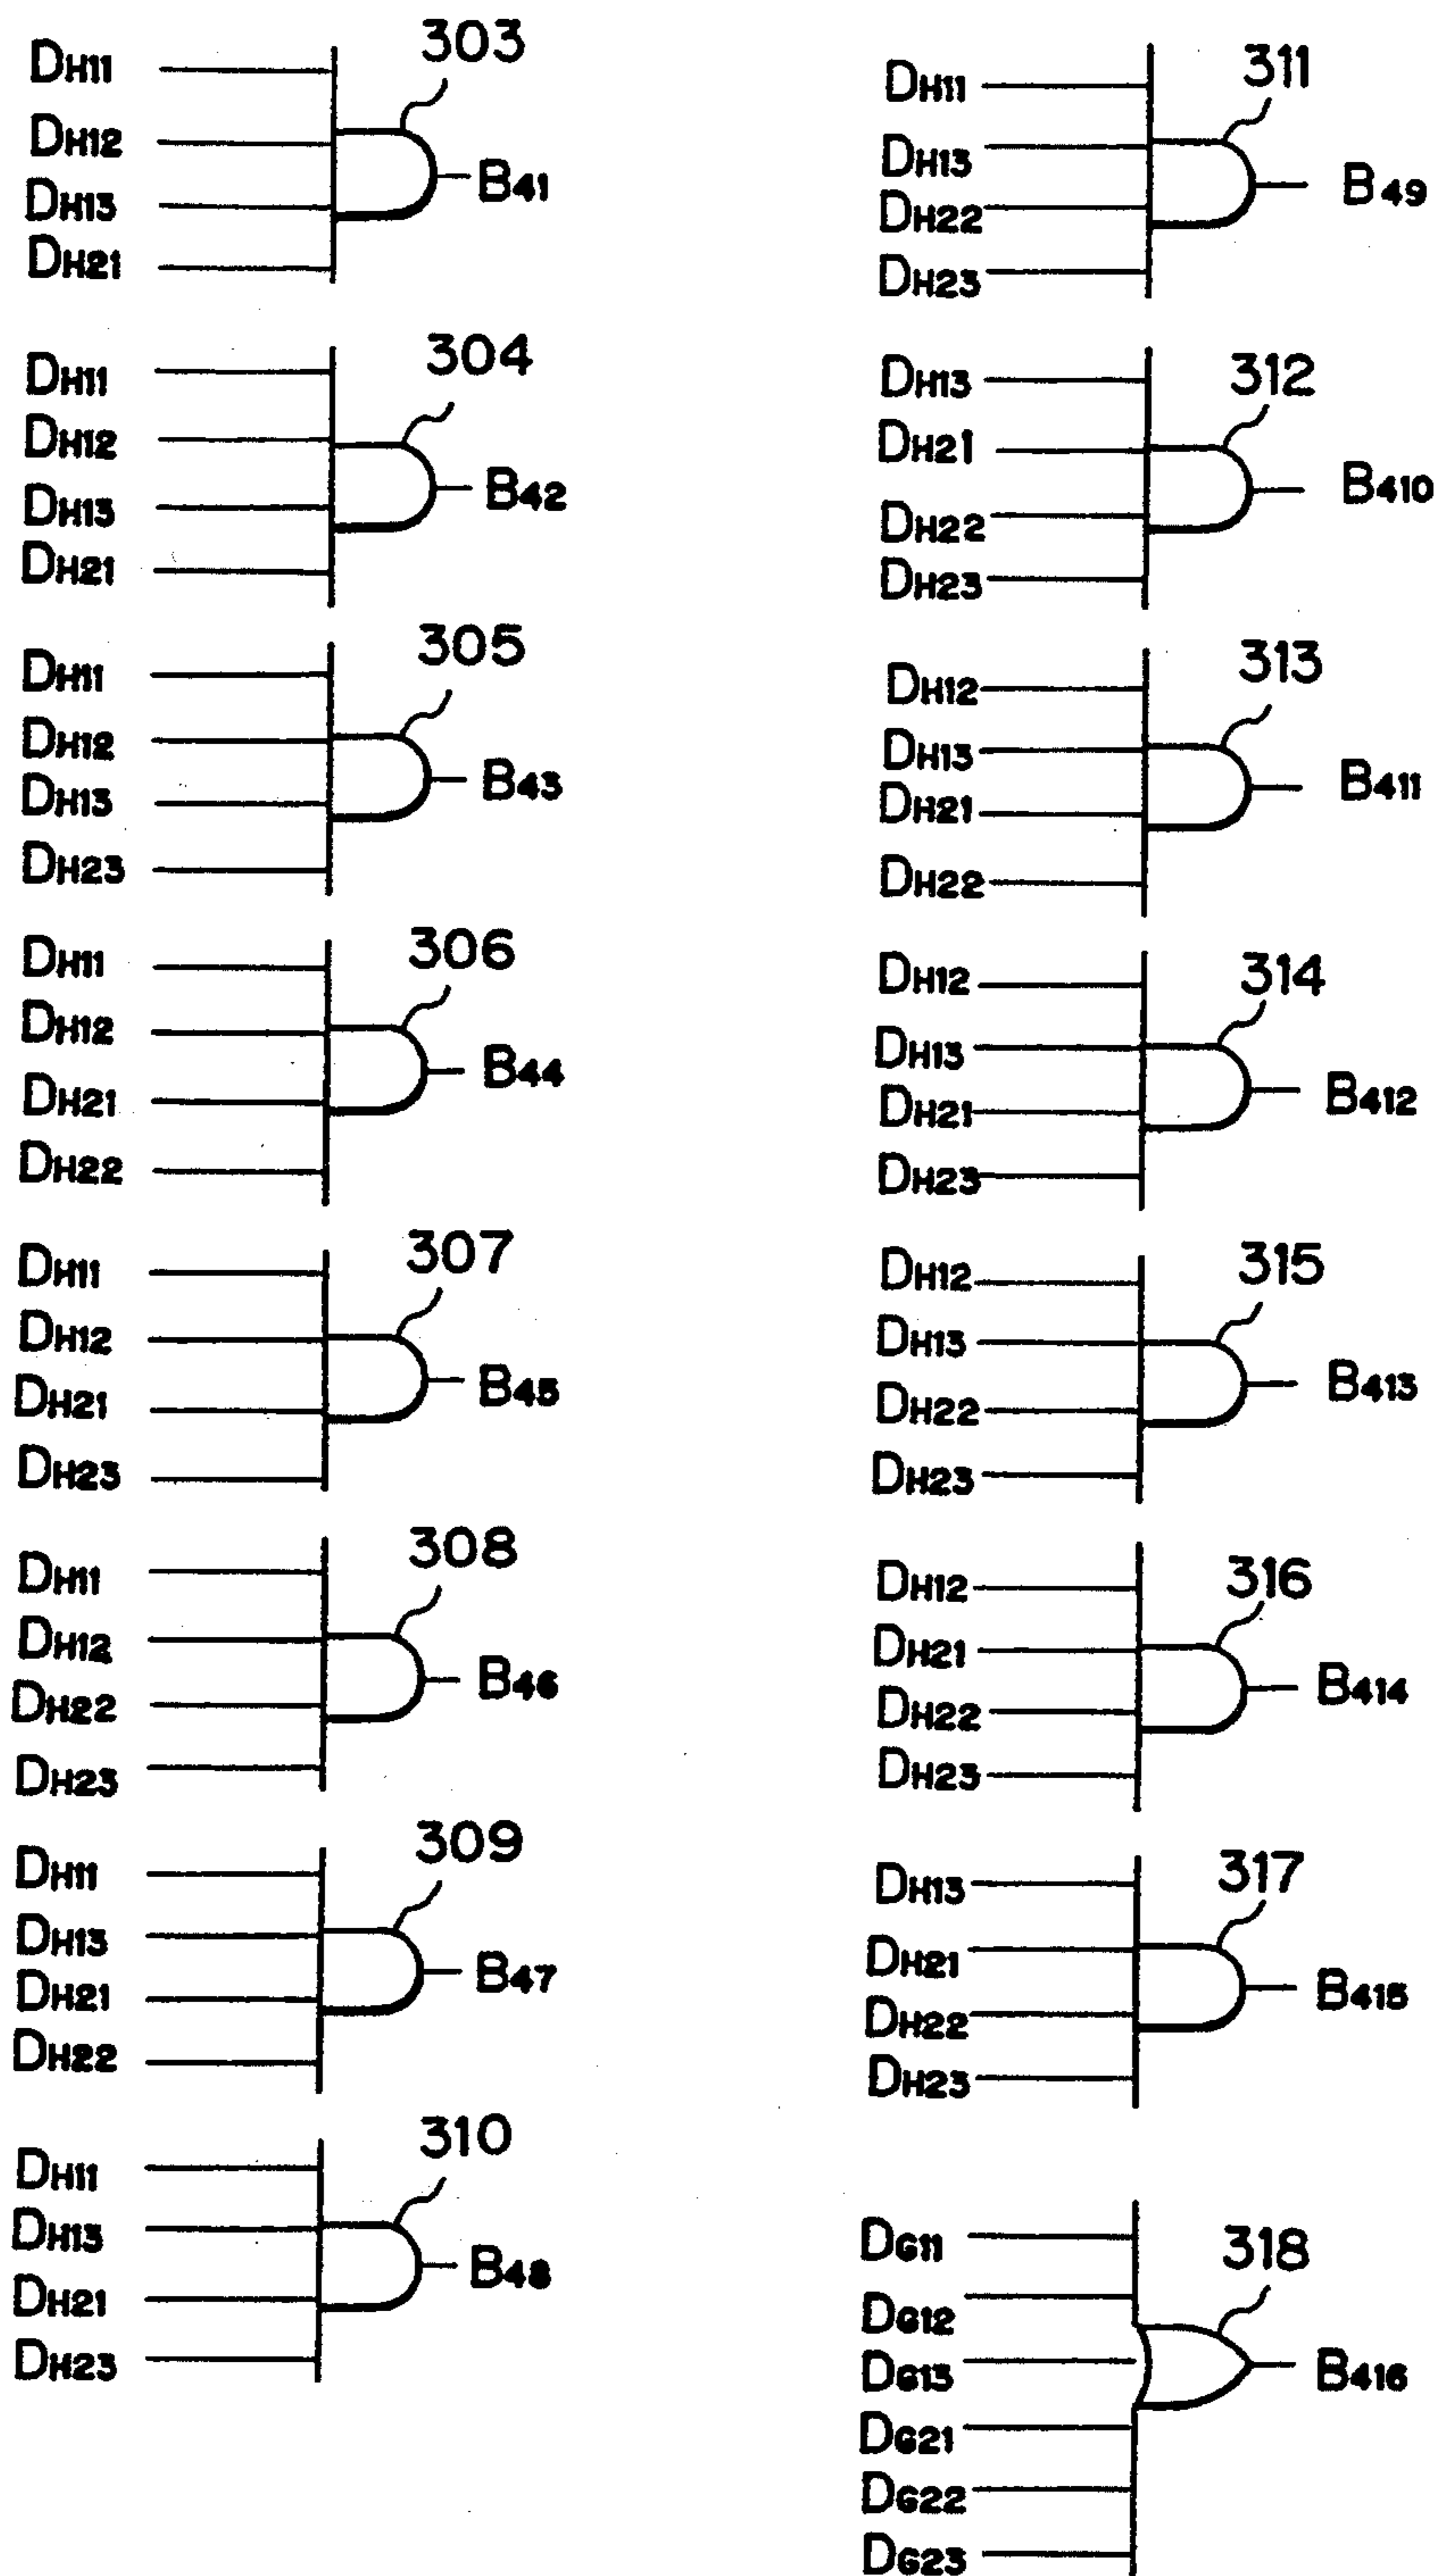 303
DH11
DH12
DH13
DH21
B41
304
DH11
DH12
DH13
DH21
B42
305
DH11
DH12
DH13
DH23
B43
306
DH11
DH12
DH21
DH22
B44
307
DH11
DH12
DH21
DH23
B45
308
DH11
DH12
DH22
DH23
B46
309
DH11
DH13
DH21
DH22
B47
310
DH11
DH13
DH21
DH23
B48
311
DH11
DH13
DH22
DH23
B49
312
DH13
DH21
DH22
DH23
B410
313
DH12
DH13
DH21
DH22
B411
314
DH12
DH13
DH21
DH23
B412
315
DH12
DH13
DH22
DH23
B413
316
DH12
DH21
DH22
DH23
B414
317
DH13
DH21
DH22
DH23
B415
318
DG11
DG12
DG13
DG21
DG22
DG23
B416